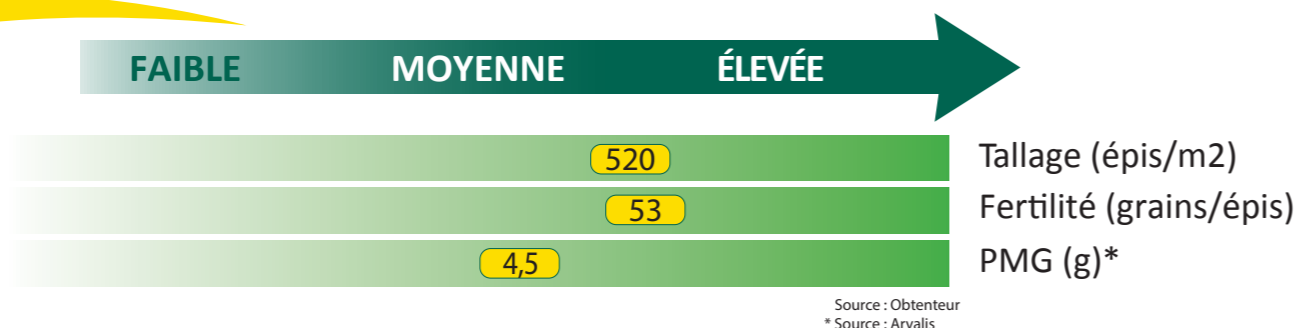 FAIBLE MOYENNE ÉLEVÉE
520 Tallage (épis/m2)
53 Fertilité (grains/épis)
4,5 PMG (g)*
Source : Obtenteur
* Source : Arvalis